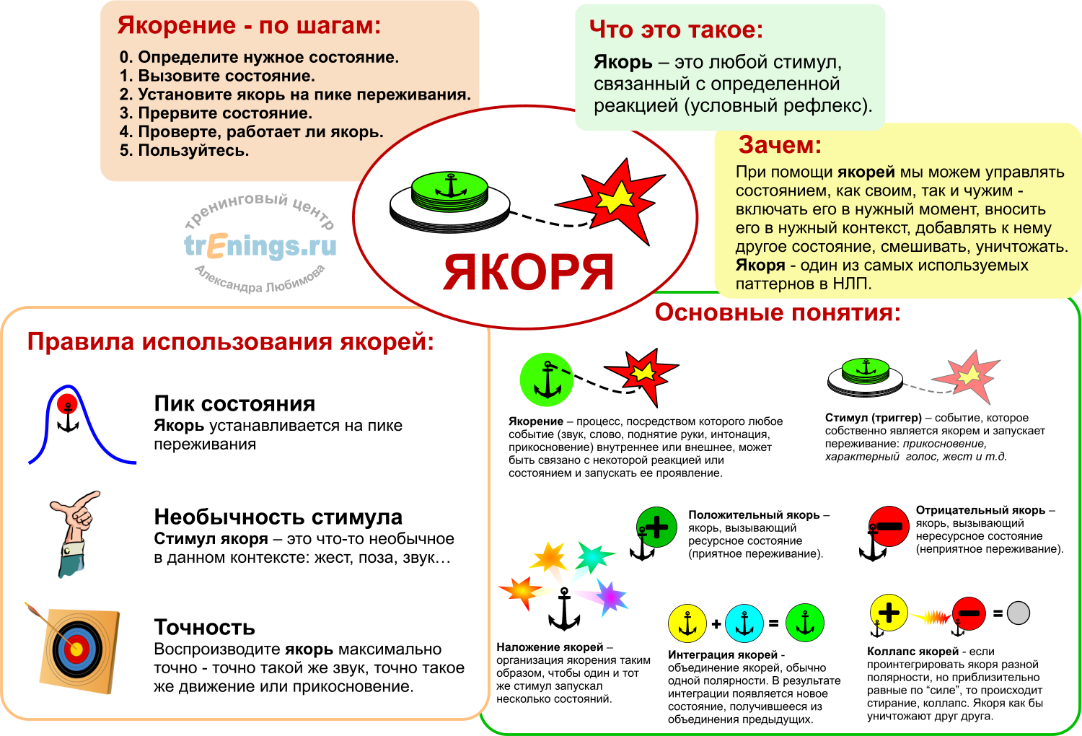 Якорение - по шагам:
0. Определите нужное состояние.
1. Вызовите состояние.
2. Установите якорь на пике переживания.
3. Прервите состояние.
4. Проверте, работает ли якорь.
5. Пользуйтесь.
Что это такое:
Якорь – это любой стимул,
связанный с определенной
реакцией (условный рефлекс).
Зачем:
При помощи якорей мы можем управлять
состоянием, как своим, так и чужим -
включать его в нужный момент, вносить
его в нужный контекст, добавлять к нему
другое состояние, смешивать, уничтожать.
Якоря - один из самых используемых
паттернов в НЛП.
тренинговый центр
trEnings.ru
Александра Любимова
ЯКОРЯ
Правила использования якорей:
Пик состояния
Якорь устанавливается на пике
переживания
Необычность стимула
Стимул якоря – это что-то необычное
в данном контексте: жест, поза, звук...
Точность
Воспроизводите якорь максимально
точно - точно такой же звук, точно такое
же движение или прикосновение.
Основные понятия:
Якорение – процесс, посредством которого любое
событие (звук, слово, поднятие руки, интонация,
прикосновение) внутреннее или внешнее, может
быть связано с некоторой реакцией или
состоянием и запускать ее проявление.
Стимул (триггер) – событие, которое
собственно является якорем и запускает
переживание: прикосновение,
характерный голос, жест и т.д.
Положительный якорь –
якорь, вызывающий
ресурсное состояние
(приятное переживание).
Отрицательный якорь –
якорь, вызывающий
нересурсное состояние
(неприятное переживание).
Наложение якорей –
организация якорения таким
образом, чтобы один и тот
же стимул запускал
несколько состояний.
+ =
Интеграция якорей -
объединение якорей, обычно
одной полярности. В результате
интеграции появляется новое
состояние, получившееся из
объединения предыдущих.
=
Коллапс якорей - если
проинтегрировать якоря разной
полярности, но приблизительно
равные по “силе”, то происходит
стирание, коллапс. Якоря как бы
уничтожают друг друга.